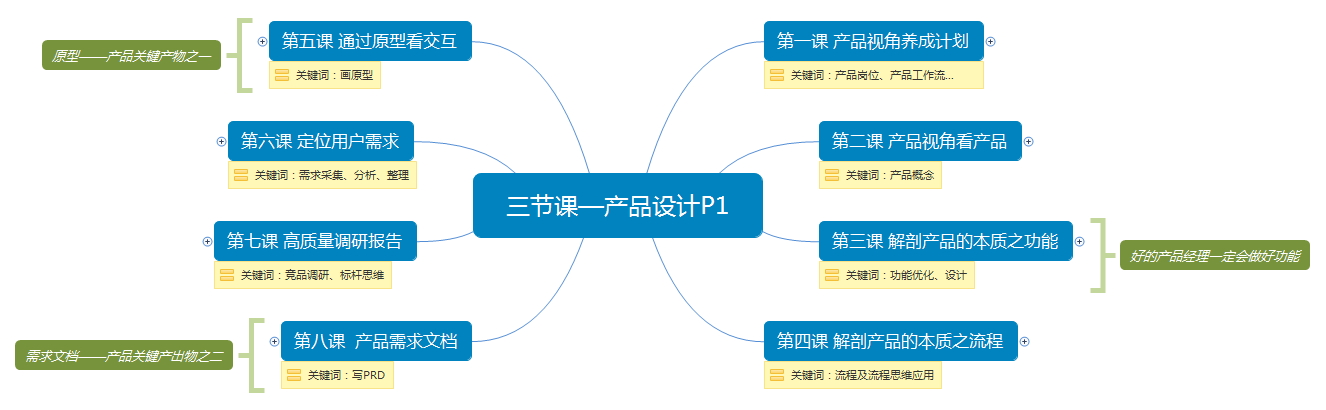 三节课—产品设计P1
第一课 产品视角养成计划
关键词：产品岗位、产品工作流...
第二课 产品视角看产品
关键词：产品概念
第三课 解剖产品的本质之功能
关键词：功能优化、设计
好的产品经理一定会做好功能
第四课 解剖产品的本质之流程
关键词：流程及流程思维应用
第五课 通过原型看交互
关键词：画原型
原型——产品关键产物之一
第六课 定位用户需求
关键词：需求采集、分析、整理
第七课 高质量调研报告
关键词：竞品调研、标杆思维
第八课 产品需求文档
关键词：写PRD
需求文档——产品关键产出物之二